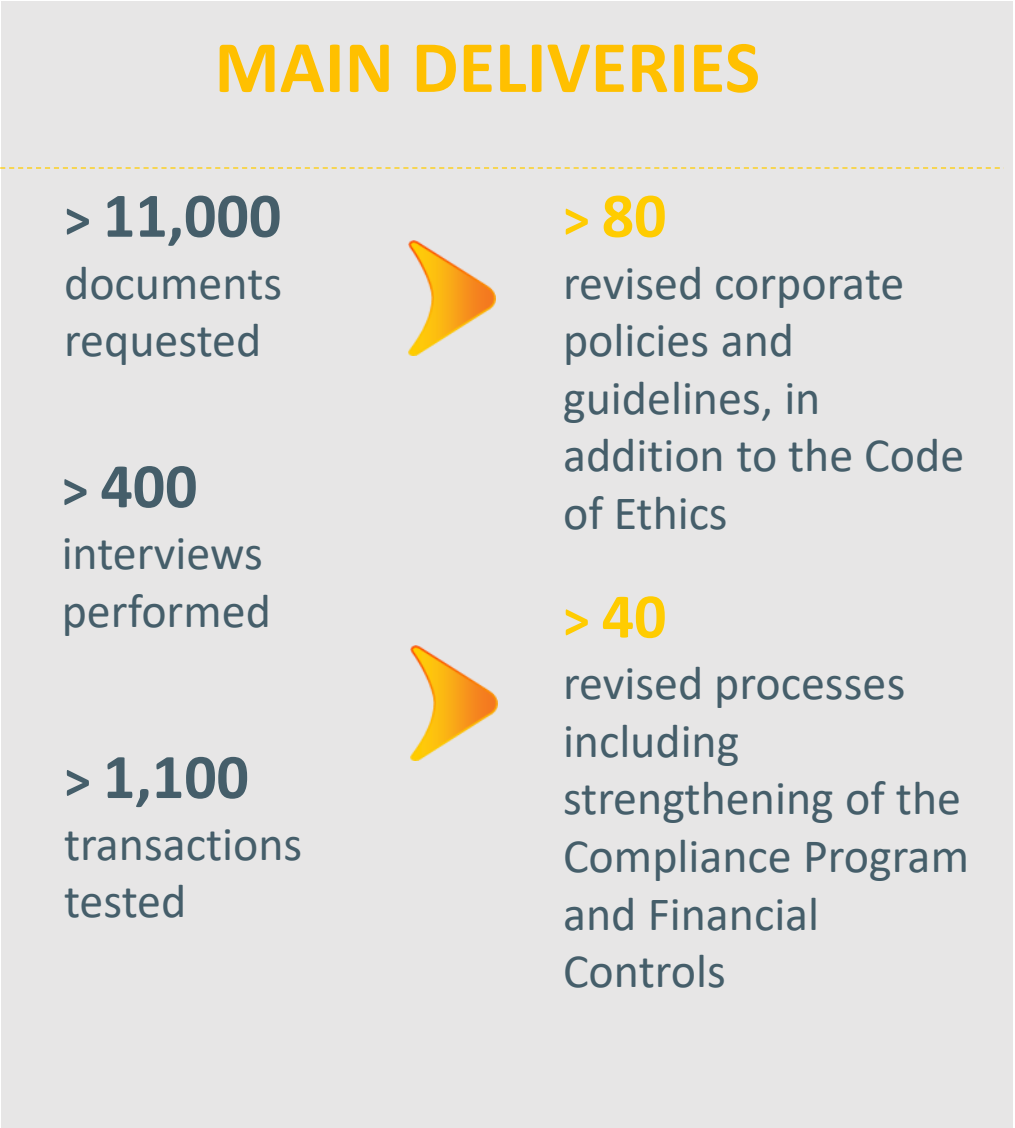 MAIN DELIVERIES
> 11,000
documents
requested
> 400
interviews
performed
> 1,100
transactions
tested
> 80
revised corporate
policies and
guidelines, in
addition to the Code
of Ethics
> 40
revised processes
including
strengthening of the
Compliance Program
and Financial
Controls